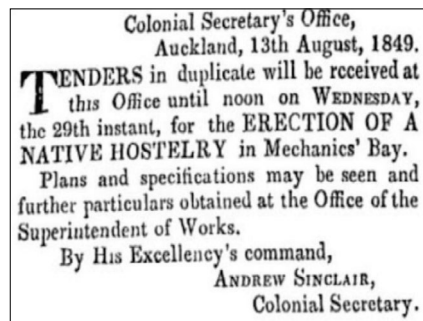 Colonial Secretary's Office,
Auckland, 13th August, 1849.
TENDERS in duplicate will be received at
this Office until noon on WEDNESDAY,
the 29th instant, for the ERECTION OF A
NATIVE HOSTELRY in Mechanics' Bay.
Plans and specifications may be seen and
further particulars obtained at the Office of the
Superintendent of Works.
By His Excellency's command,
ANDREW SINCLAIR,
Colonial Secretary.